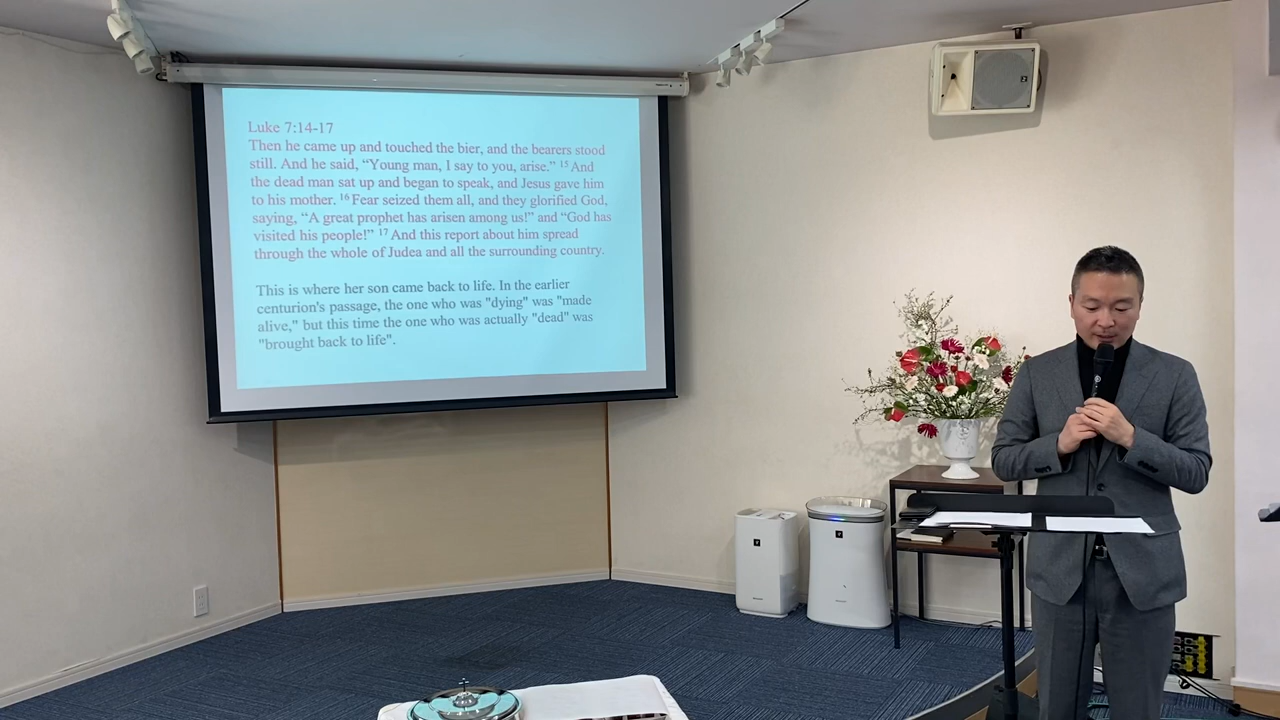 Luke 7:14-17
Then he came up and touched the bier, and the bearers stood
still. And he said, “Young man, I say to you, arise.” ¹⁵ And
the dead man sat up and began to speak, and Jesus gave him
to his mother. ¹⁶ Fear seized them all, and they glorified God,
saying, “A great prophet has arisen among us!” and “God has
visited his people!” ¹⁷ And this report about him spread
through the whole of Judea and all the surrounding country.
This is where her son came back to life. In the earlier
centurion's passage, the one who was "dying" was "made
alive," but this time the one who was actually "dead" was
"brought back to life".